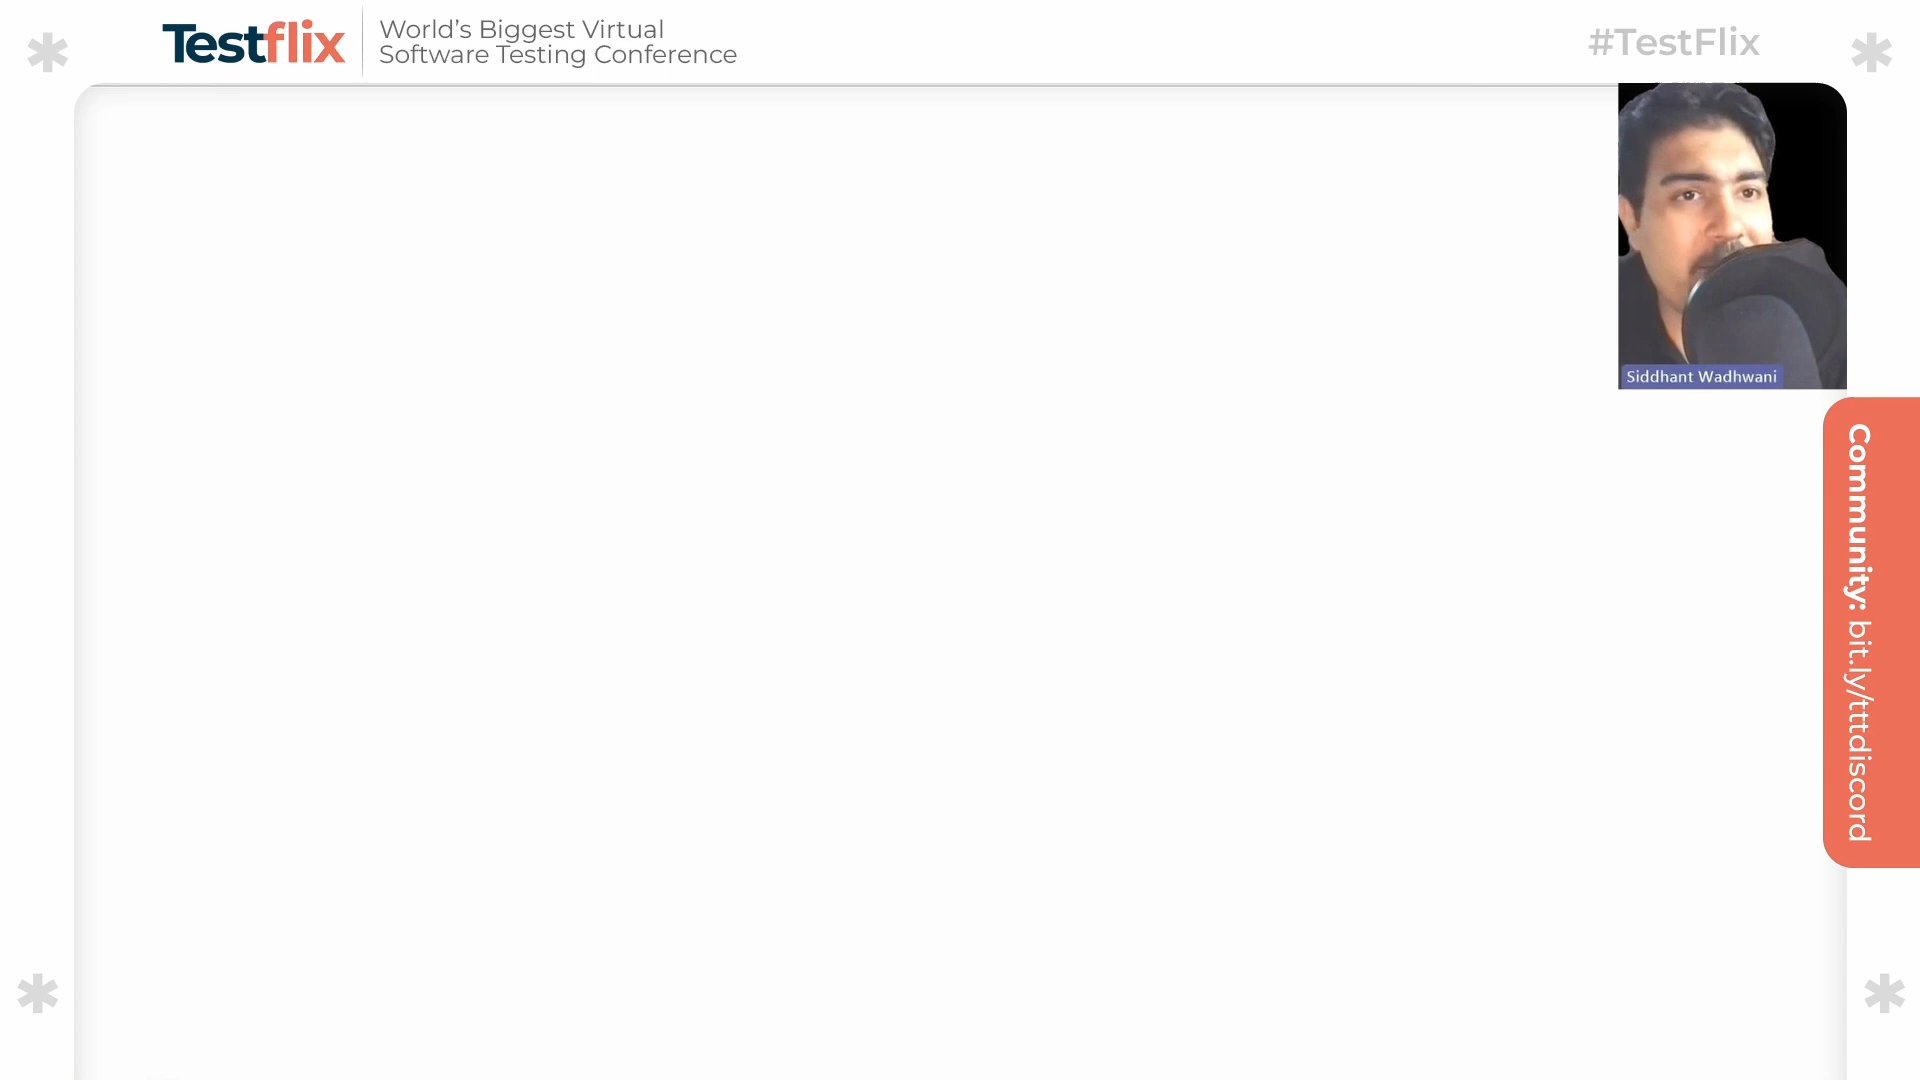 Testflix
World’s Biggest Virtual
Software Testing Conference
#TestFlix
Siddhant Wadhwani
Community: bit.ly/tttdiscord